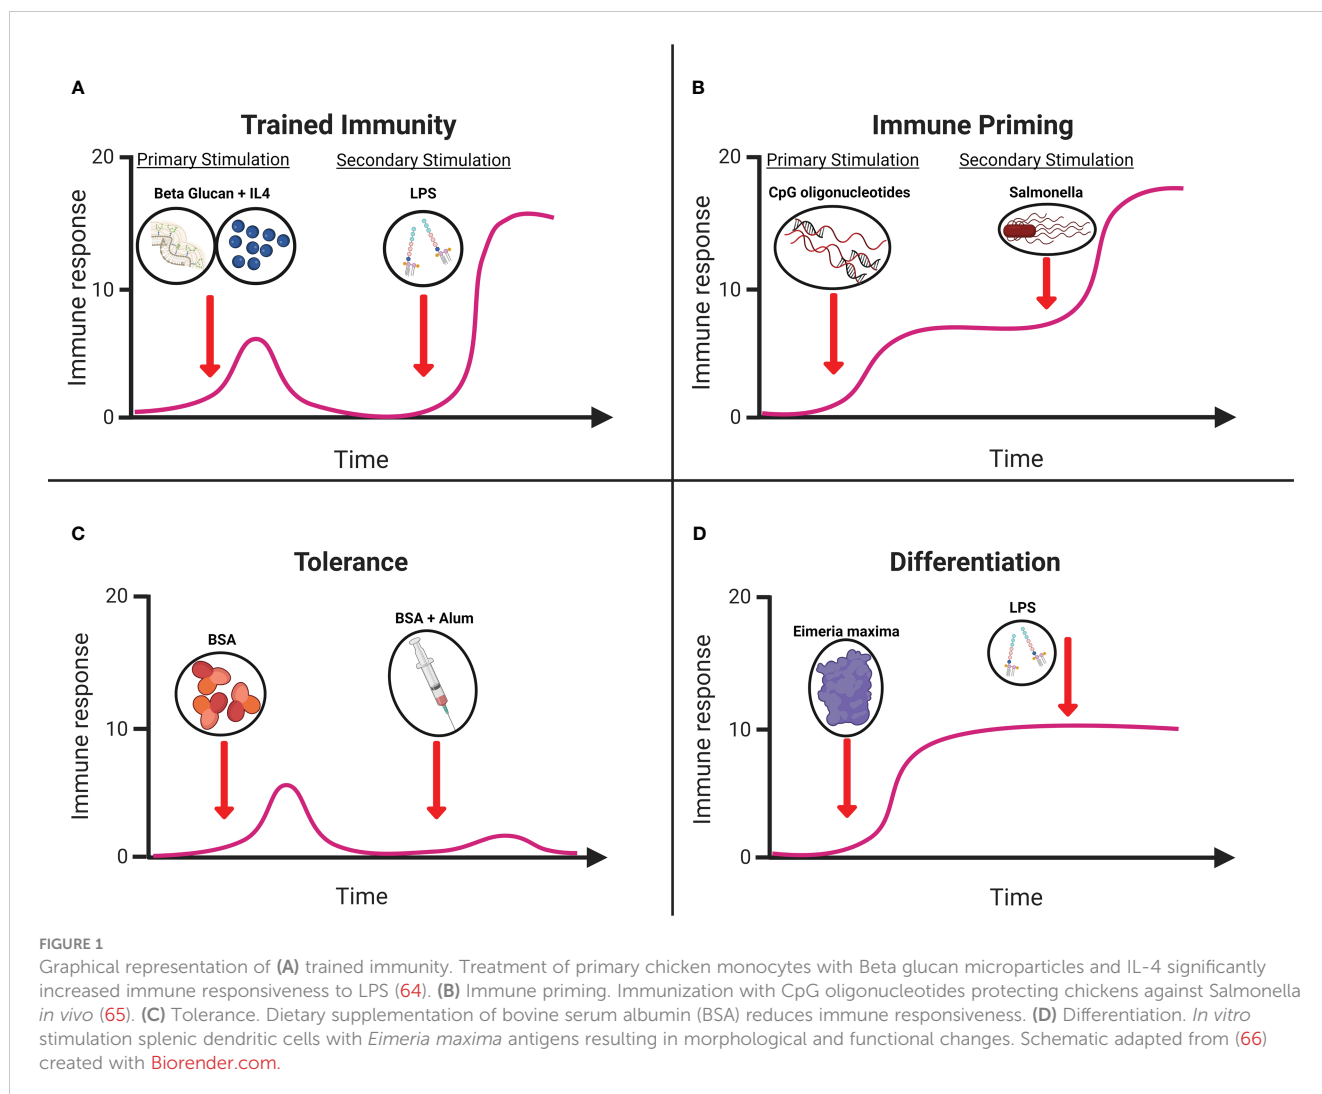 A
Trained Immunity
20
Primary Stimulation
Secondary Stimulation
Beta Glucan + IL4
LPS
Immune response
10
0
Time
B
Immune Priming
20
Primary Stimulation
Secondary Stimulation
CpG oligonucleotides
Salmonella
Immune response
10
0
Time
C
Tolerance
20
BSA
BSA + Alum
Immune response
10
0
Time
D
Differentiation
20
Eimeria maxima
LPS
Immune response
10
0
Time
FIGURE 1
Graphical representation of (A) trained immunity. Treatment of primary chicken monocytes with Beta glucan microparticles and IL-4 significantly
increased immune responsiveness to LPS (64). (B) Immune priming. Immunization with CpG oligonucleotides protecting chickens against Salmonella
in vivo (65). (C) Tolerance. Dietary supplementation of bovine serum albumin (BSA) reduces immune responsiveness. (D) Differentiation. In vitro
stimulation splenic dendritic cells with Eimeria maxima antigens resulting in morphological and functional changes. Schematic adapted from (66)
created with Biorender.com.